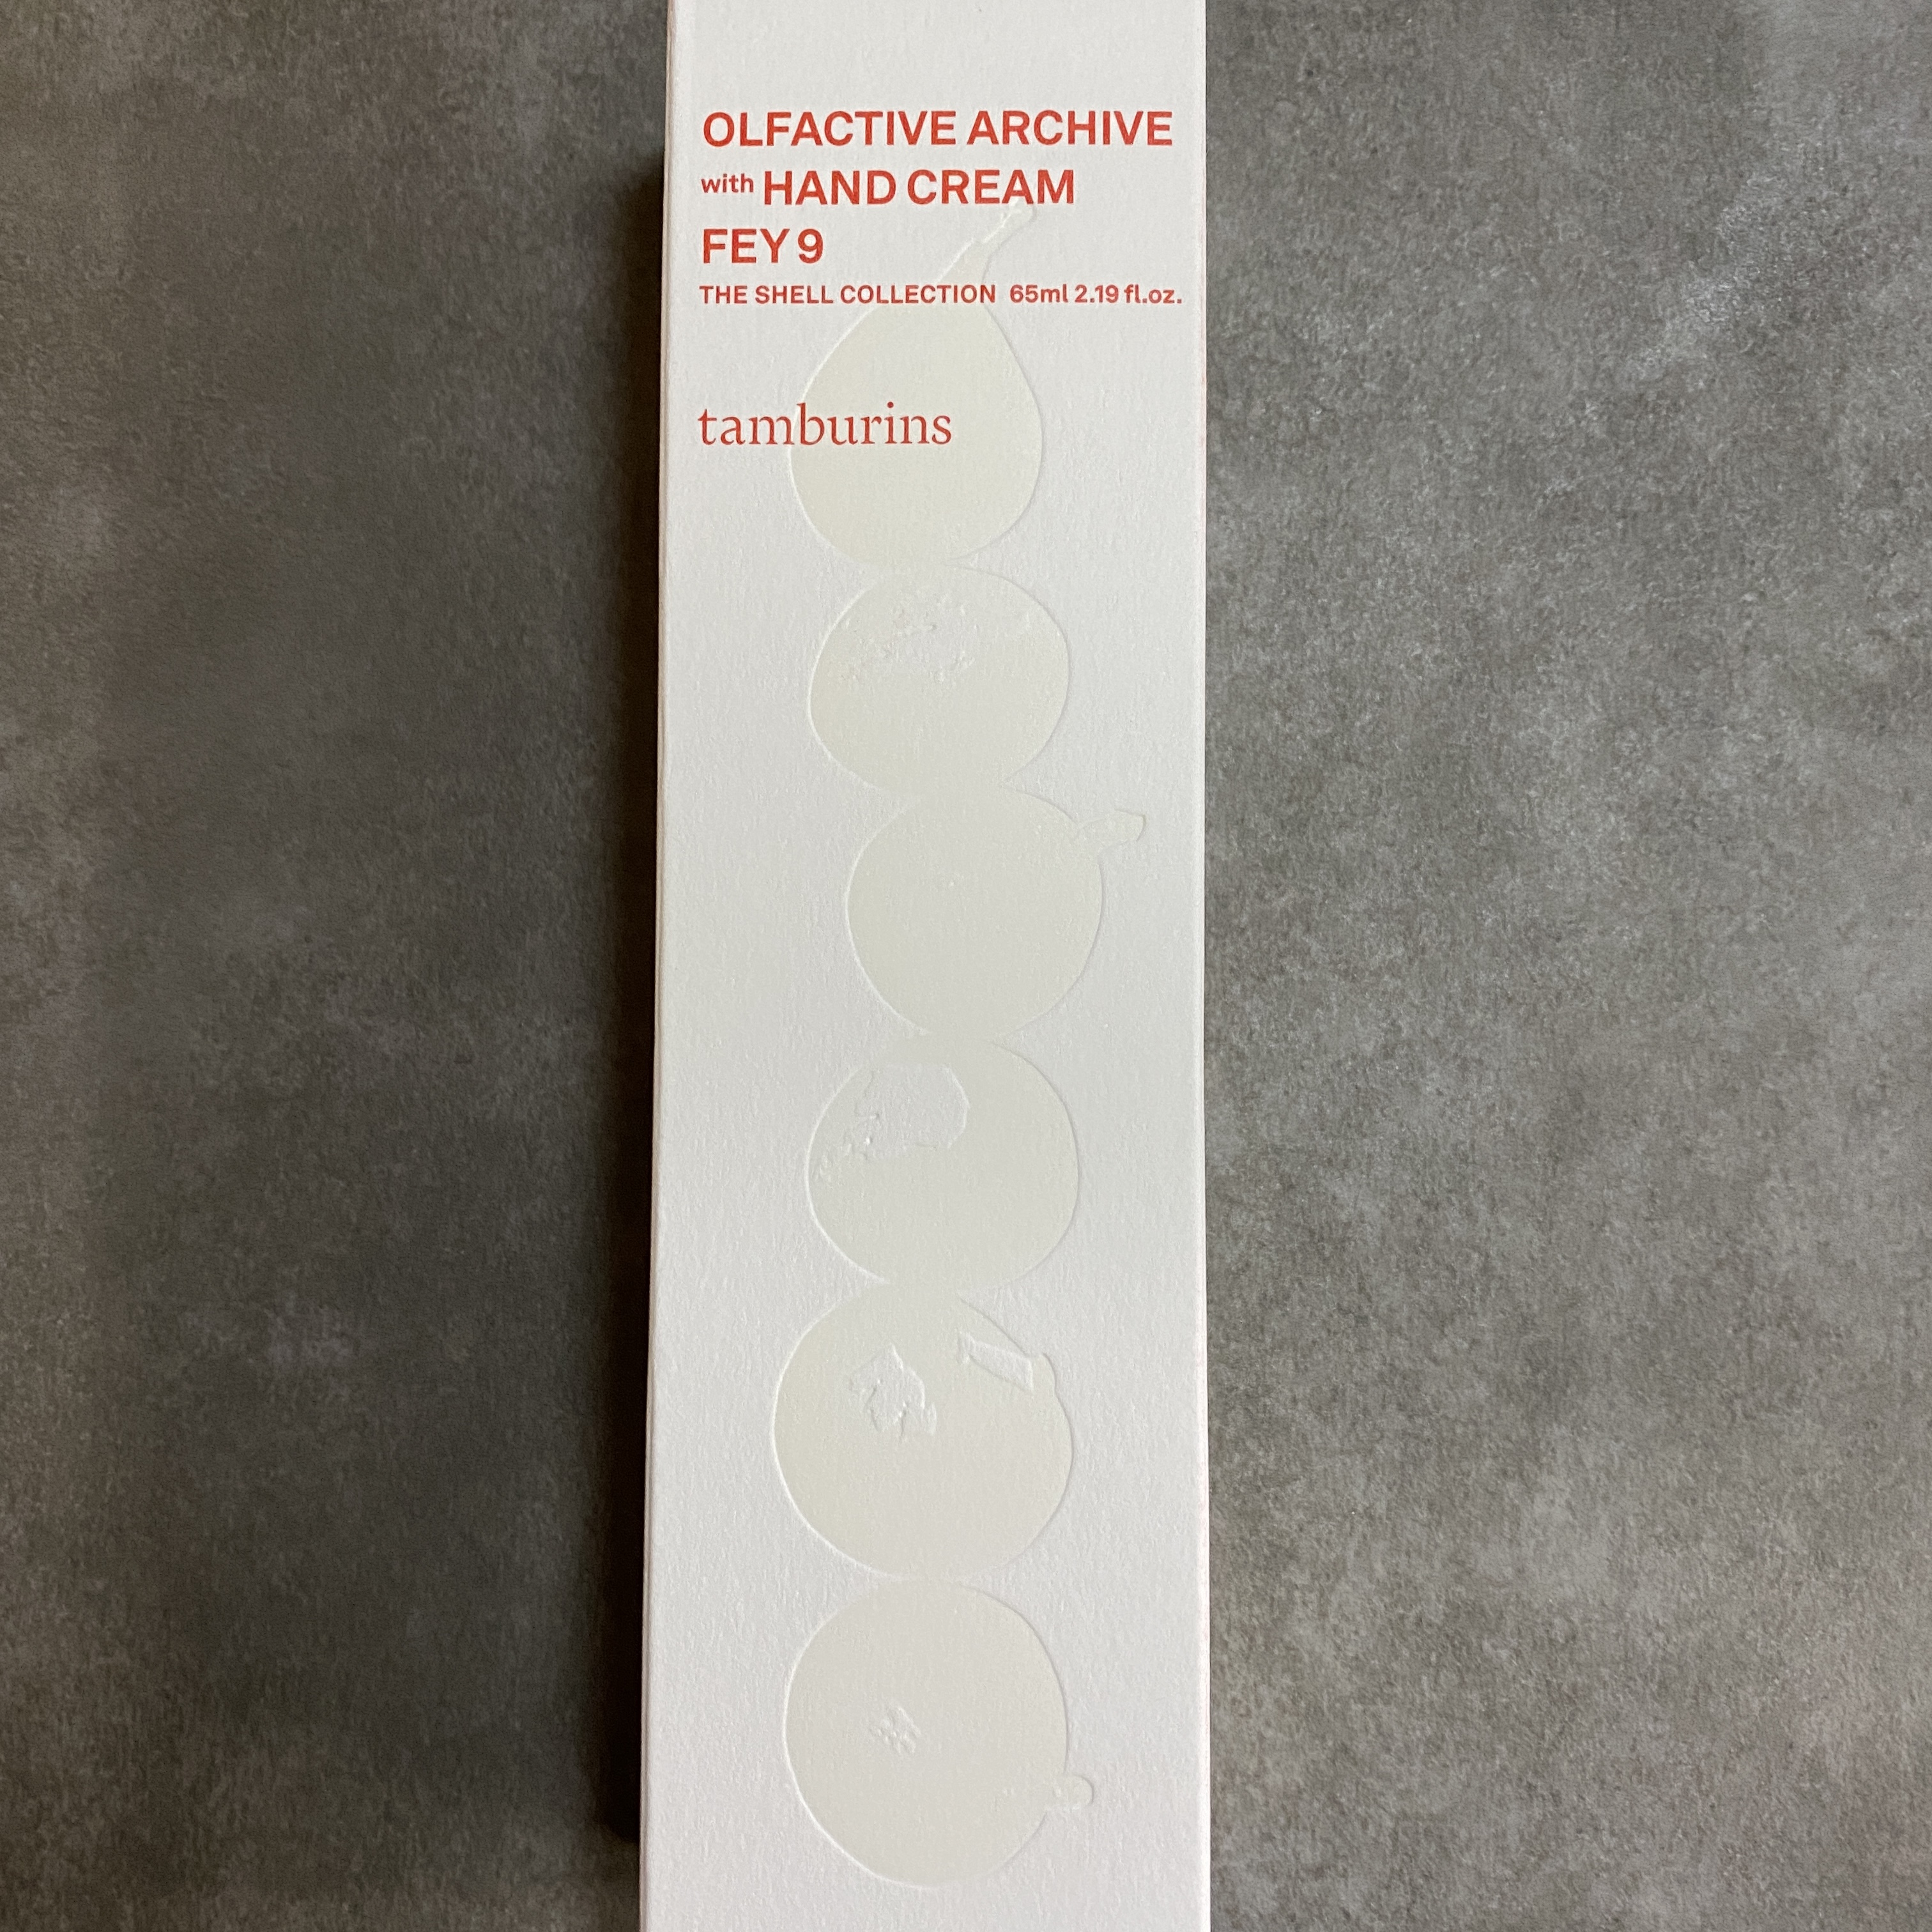 OLFACTIVE ARCHIVE
with HAND CREAM
FEY 9
THE SHELL COLLECTION 65ml 2.19 fl.oz.
tamburins